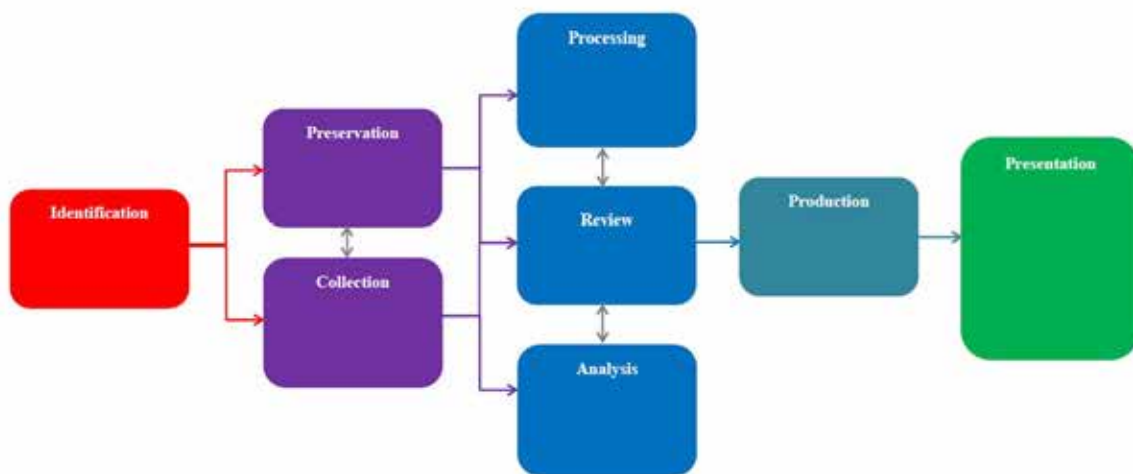 Identification
Preservation
Collection
Processing
Review
Analysis
Production
Presentation